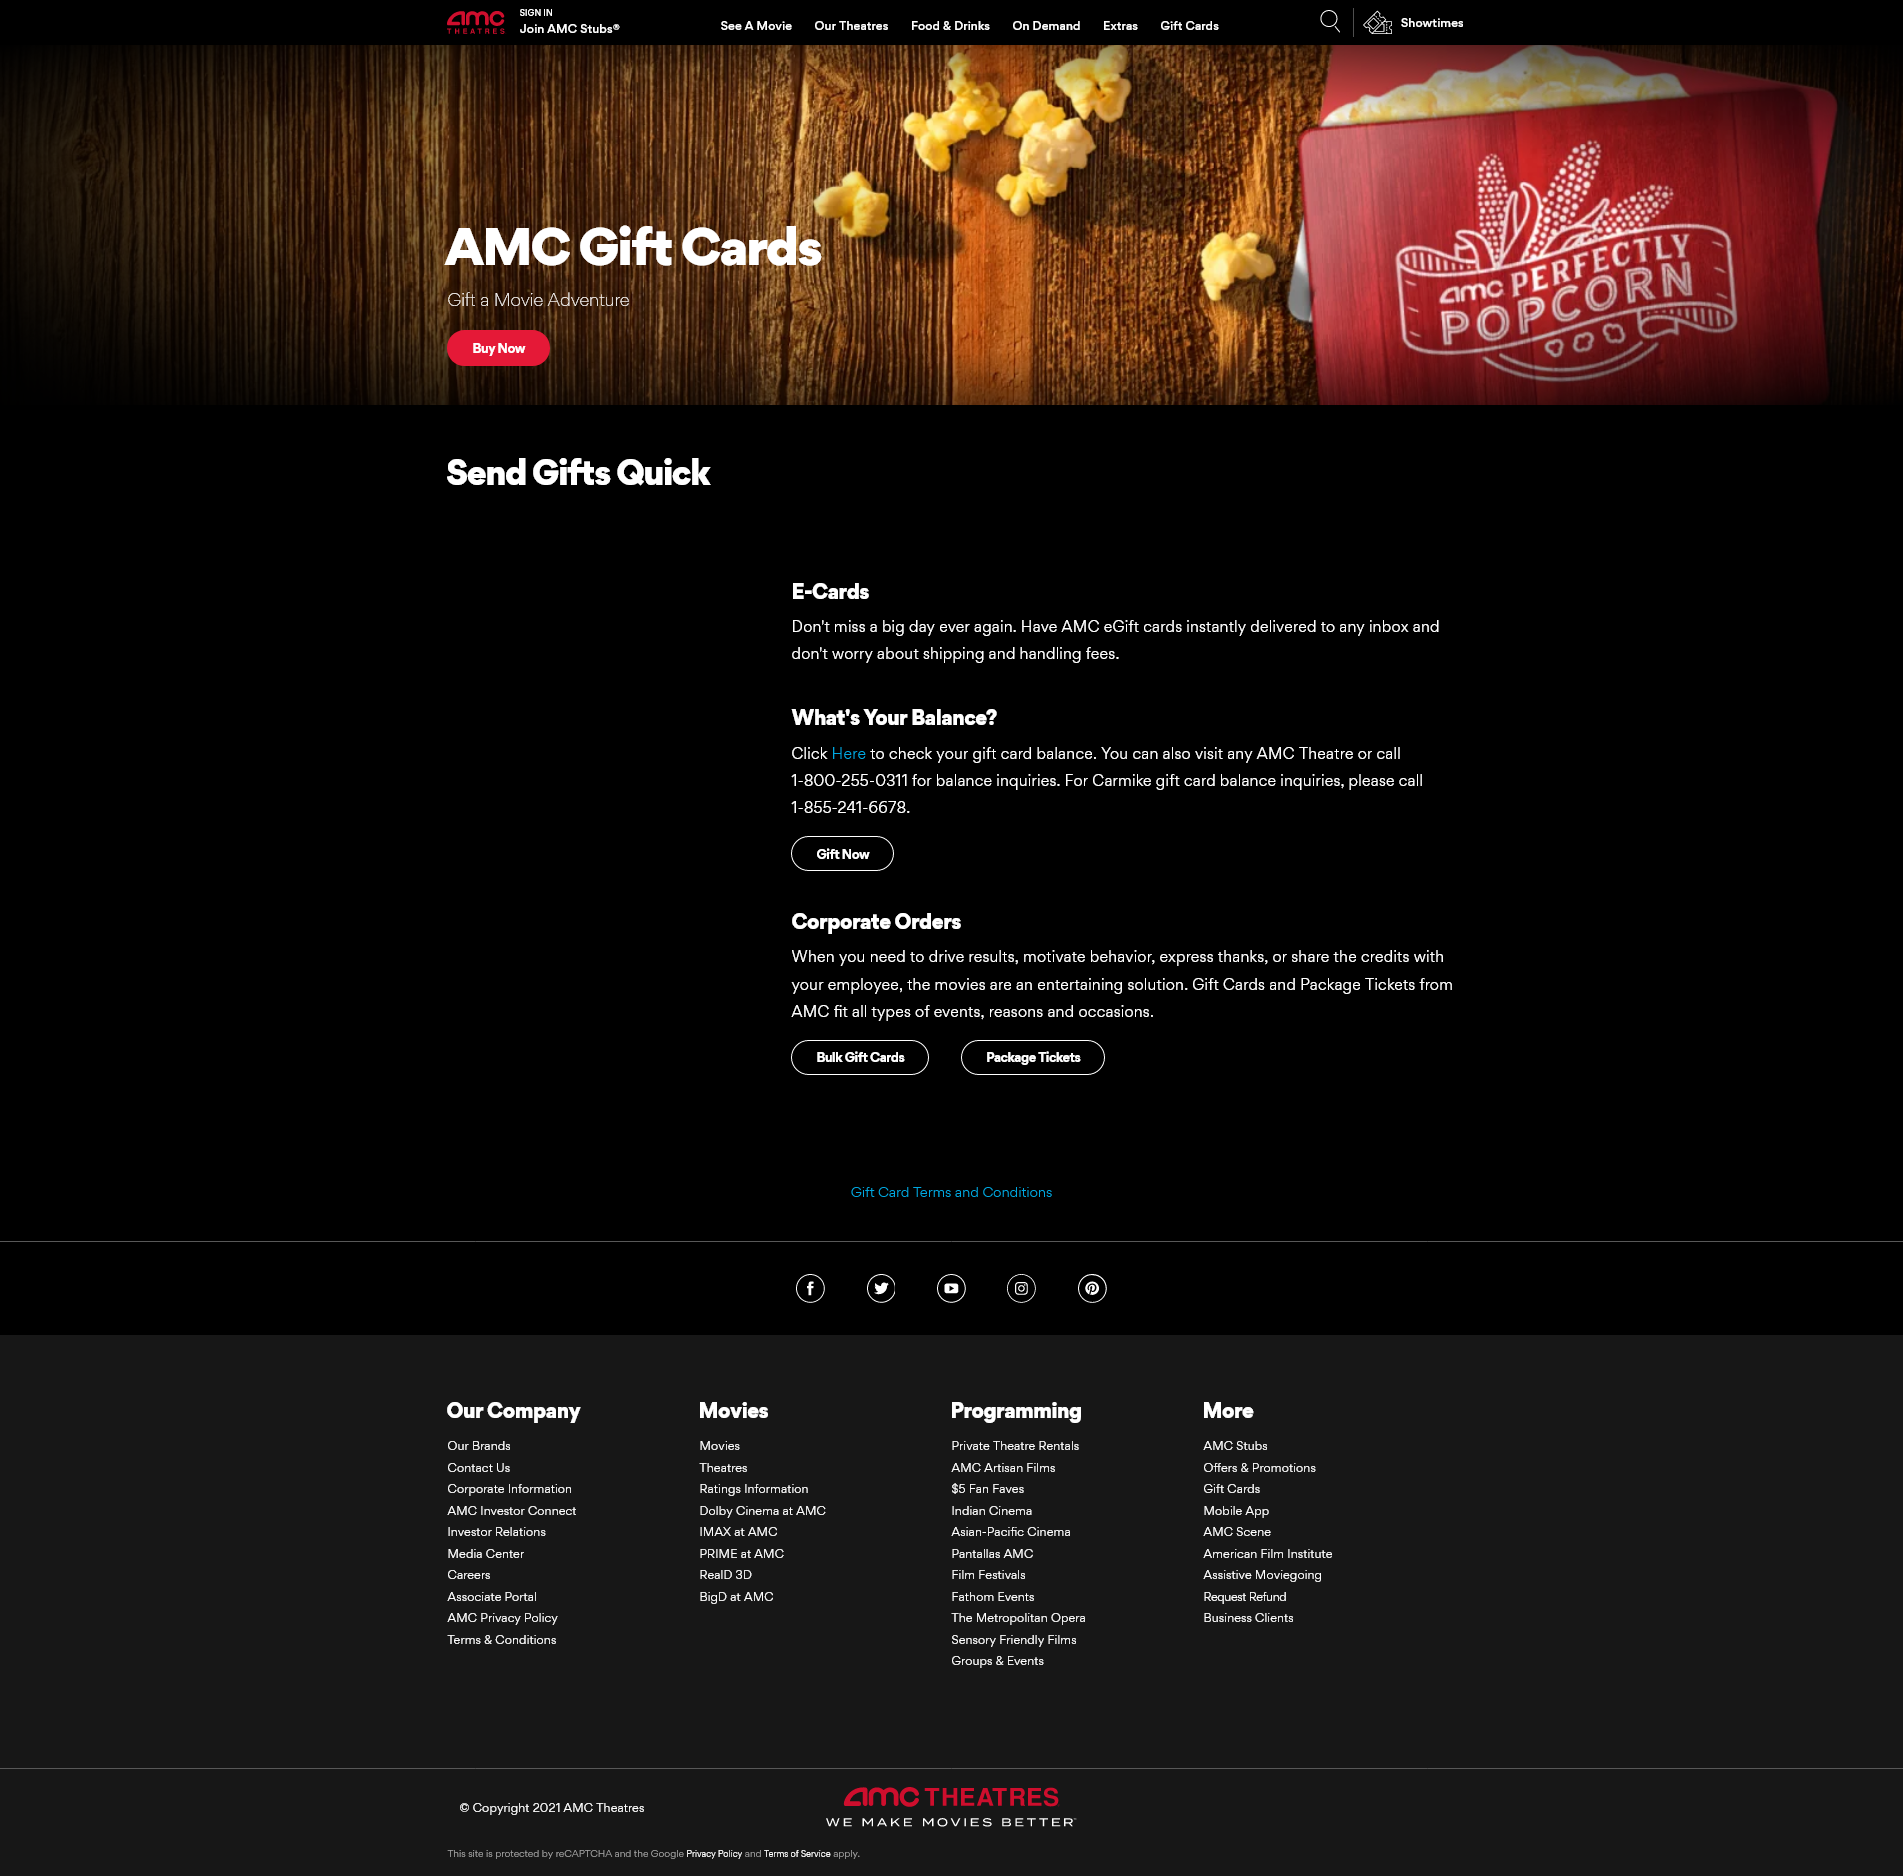 amc
THEATRES
SIGN IN
Join AMC Stubs®
See A Movie
Our Theatres
Food & Drinks
On Demand
Extras
Gift Cards
Showtimes
amc PERFECTLY
POPCORN
AMC Gift Cards
Gift a Movie Adventure
Buy Now
Send Gifts Quick
E-Cards
Don't miss a big day ever again. Have AMC eGift cards instantly delivered to any inbox and
don't worry about shipping and handling fees.
What's Your Balance?
Click Here to check your gift card balance. You can also visit any AMC Theatre or call
1-800-255-0311 for balance inquiries. For Carmike gift card balance inquiries, please call
1-855-241-6678.
Gift Now
Corporate Orders
When you need to drive results, motivate behavior, express thanks, or share the credits with
your employee, the movies are an entertaining solution. Gift Cards and Package Tickets from
AMC fit all types of events, reasons and occasions.
Bulk Gift Cards
Package Tickets
Gift Card Terms and Conditions
Our Company
Our Brands
Contact Us
Corporate Information
AMC Investor Connect
Investor Relations
Media Center
Careers
Associate Portal
AMC Privacy Policy
Terms & Conditions
Movies
Movies
Theatres
Ratings Information
Dolby Cinema at AMC
IMAX at AMC
PRIME at AMC
RealD 3D
BigD at AMC
Programming
Private Theatre Rentals
AMC Artisan Films
$5 Fan Faves
Indian Cinema
Asian-Pacific Cinema
Pantallas AMC
Film Festivals
Fathom Events
The Metropolitan Opera
Sensory Friendly Films
Groups & Events
More
AMC Stubs
Offers & Promotions
Gift Cards
Mobile App
AMC Scene
American Film Institute
Assistive Moviegoing
Request Refund
Business Clients
© Copyright 2021 AMC Theatres
amc THEATRES
WE MAKE MOVIES BETTER
This site is protected by reCAPTCHA and the Google Privacy Policy and Terms of Service apply.